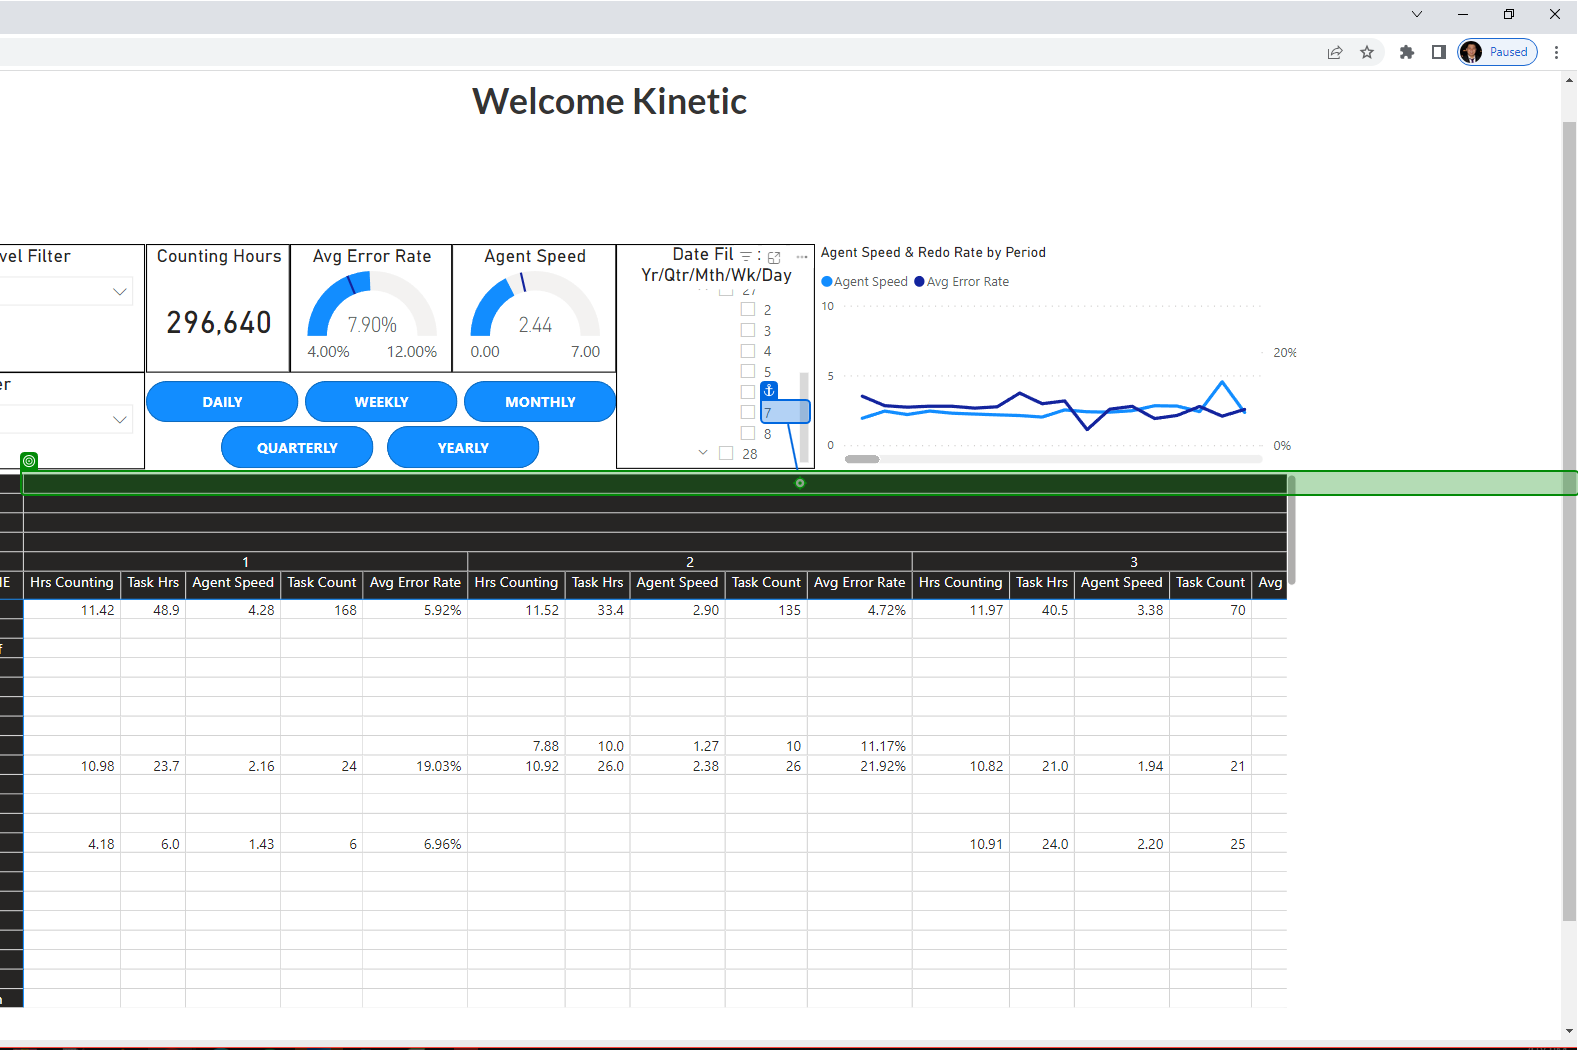 Paused
Welcome Kinetic
vel Filter
Counting Hours
296,640
Avg Error Rate
7.90%
4.00% 12.00%
Agent Speed
2.44
0.00 7.00
Date Fil :
Yr/Qtr/Mth/Wk/Day
27
2
3
4
5
7
8
28
Agent Speed & Redo Rate by Period
Agent Speed Avg Error Rate
10
20%
5
0 0%
er
DAILY WEEKLY MONTHLY
QUARTERLY YEARLY
1 2 3
E Hrs Counting Task Hrs Agent Speed Task Count Avg Error Rate Hrs Counting Task Hrs Agent Speed Task Count Avg Error Rate Hrs Counting Task Hrs Agent Speed Task Count Avg
11.42 48.9 4.28 168 5.92% 11.52 33.4 2.90 135 4.72% 11.97 40.5 3.38 70
f
7.88 10.0 1.27 10 11.17%
10.98 23.7 2.16 24 19.03% 10.92 26.0 2.38 26 21.92% 10.82 21.0 1.94 21
4.18 6.0 1.43 6 6.96% 10.91 24.0 2.20 25